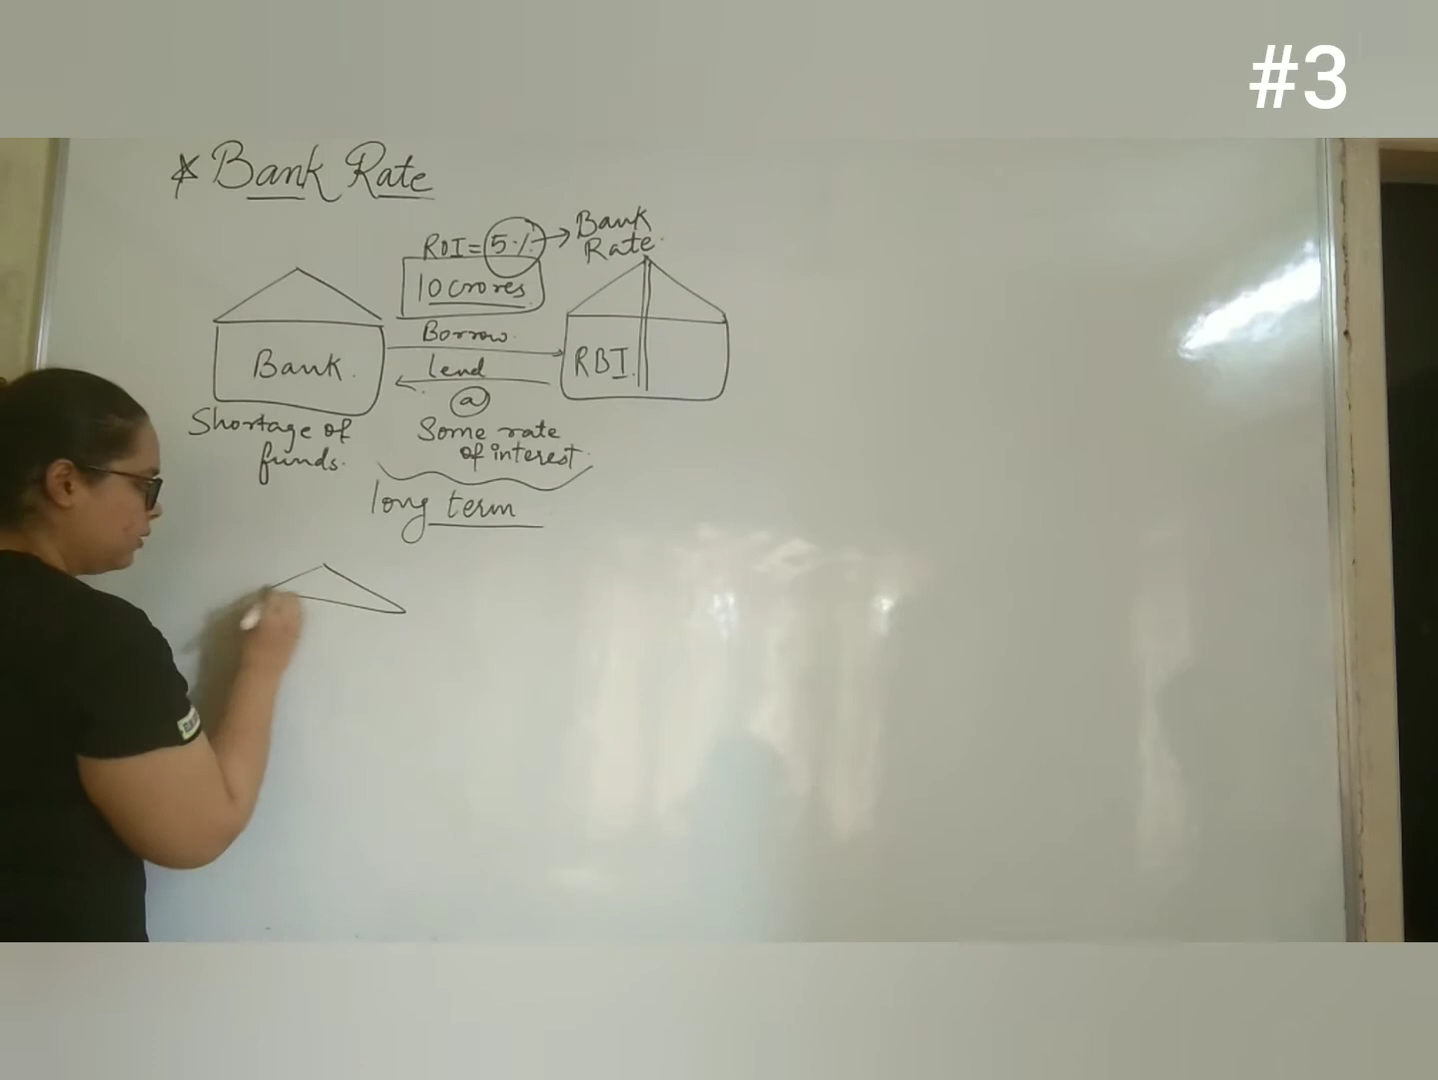 #3
* Bank Rate
ROI = 5% → Bank Rate
10 crores
Borrow
lend
@
Some rate
of interest
long term
Bank.
Shortage of
funds.
RBI